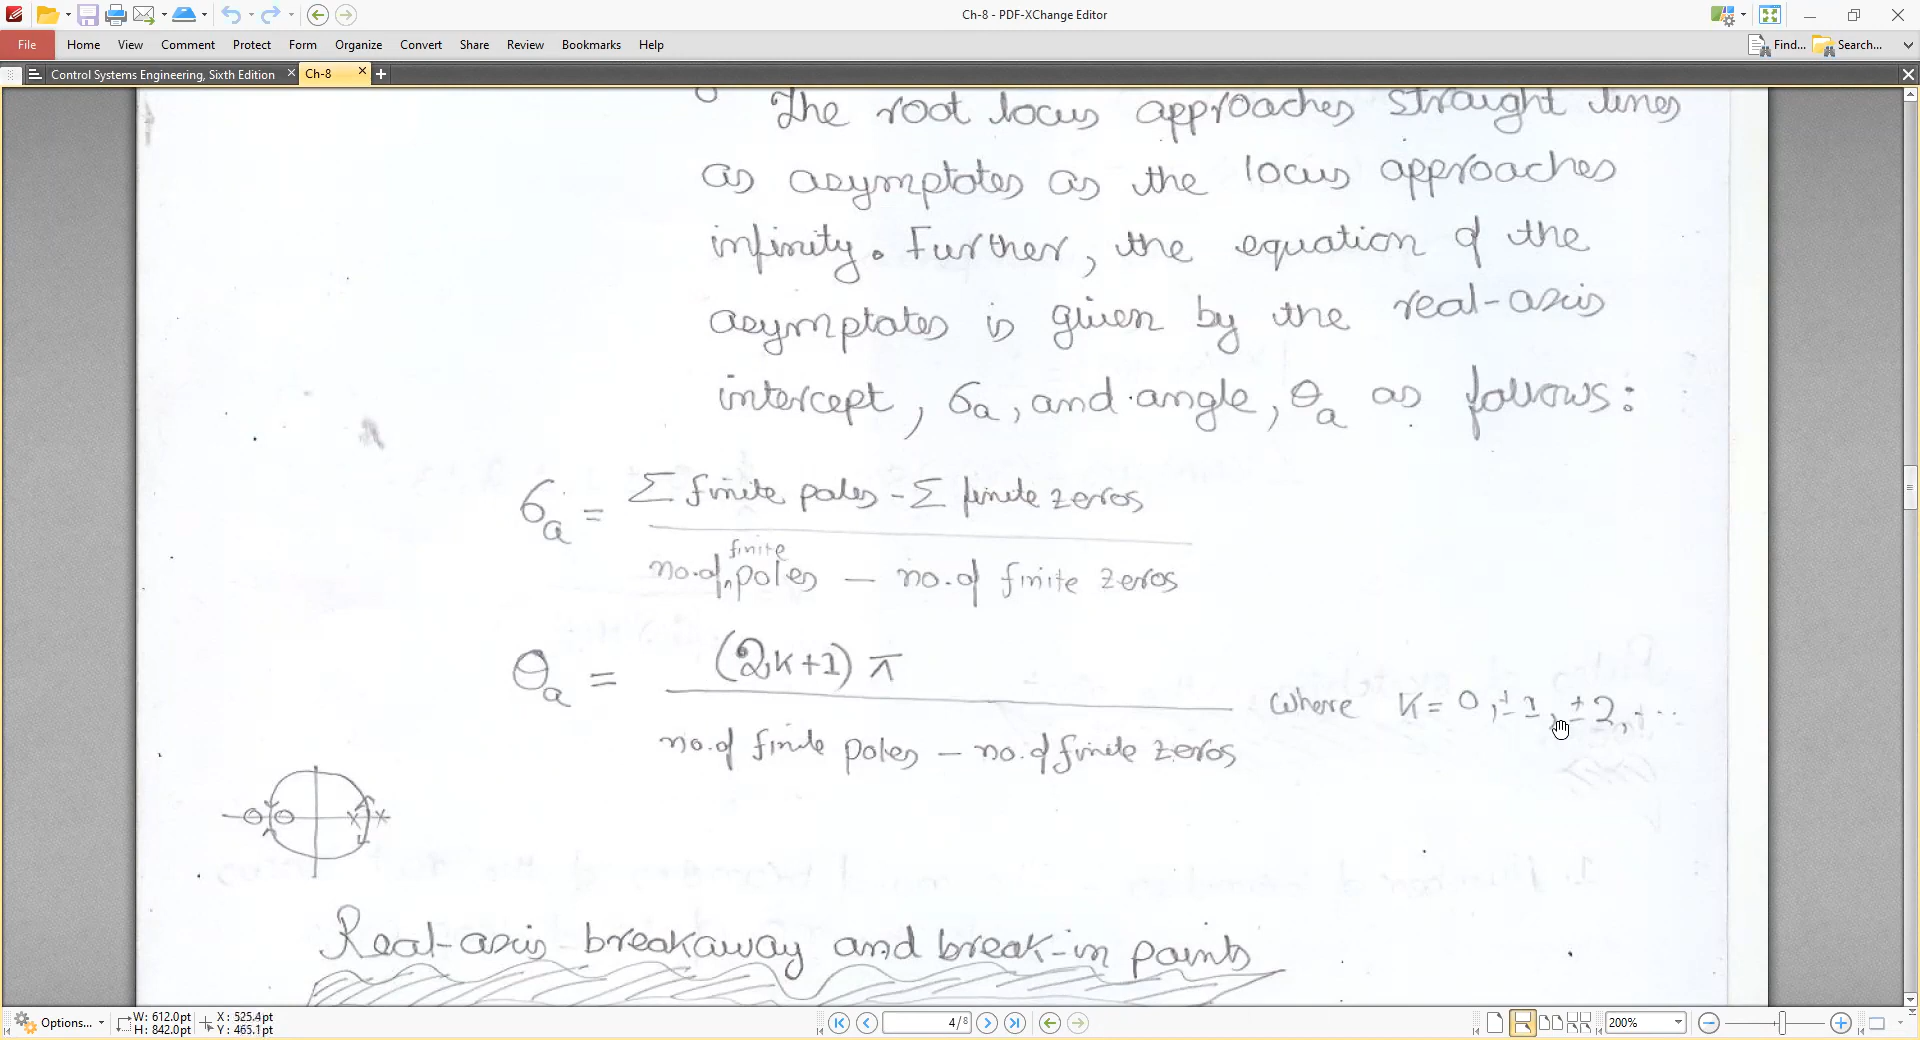 Ch-8 - PDF-XChange Editor
File Home View Comment Protect Form Organize Convert Share Review Bookmarks Help Find... Search...
Control Systems Engineering, Sixth Edition Ch-8
The root locus approaches straight lines
as asymptotes as the locus approaches
infinity. Further, the equation of the
asymptotes is given by the real-axis
intercept, σa, and angle, θa as follows:
σa = Σ finite poles - Σ finite zeros
no. of finite poles — no. of finite zeros
θa = (2k+1) π
where k = 0, ±1, ±2, ...
no. of finite poles — no. of finite zeros
Real-axis breakaway and break-in points
Options... W: 612.0pt X: 525.4pt
H: 842.0pt Y: 465.1pt
4/8 200%